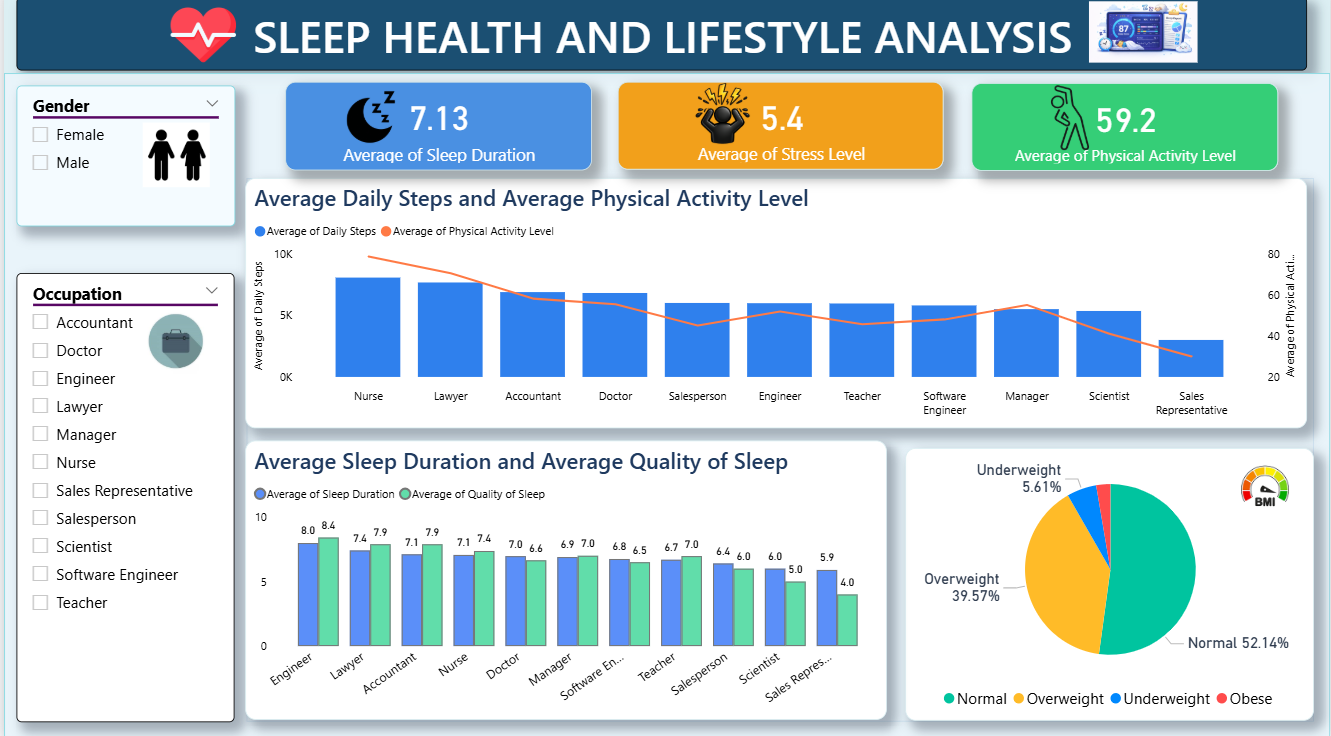 SLEEP HEALTH AND LIFESTYLE ANALYSIS
87
Gender
Female
Male
7.13
Average of Sleep Duration
5.4
Average of Stress Level
59.2
Average of Physical Activity Level
Occupation
Accountant
Doctor
Engineer
Lawyer
Manager
Nurse
Sales Representative
Salesperson
Scientist
Software Engineer
Teacher
Average Daily Steps and Average Physical Activity Level
Average of Daily Steps Average of Physical Activity Level
Average of Daily Steps
10K
5K
0K
80
60
40
20
Average of Physical Acti...
Nurse Lawyer Accountant Doctor Salesperson Engineer Teacher Software Engineer Manager Scientist Sales Representative
Average Sleep Duration and Average Quality of Sleep
Average of Sleep Duration Average of Quality of Sleep
10
5
0
8.0 8.4 7.4 7.9 7.1 7.9 7.1 7.4 7.0 6.6 6.9 7.0 6.8 6.5 6.7 7.0 6.4 6.0 6.0 5.0 5.9 4.0
Engineer Lawyer Accountant Nurse Doctor Manager Software En... Teacher Salesperson Scientist Sales Repres...
BMI
Underweight
5.61%
Overweight
39.57%
Normal 52.14%
Normal Overweight Underweight Obese